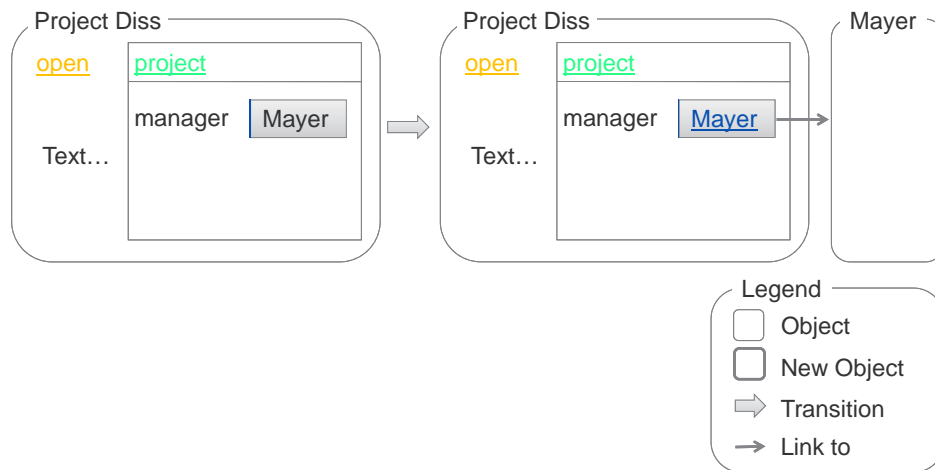 Project Diss
open
project
manager
Mayer
Text…
Project Diss
open
project
manager
Mayer
Text…
Mayer
Legend
Object
New Object
Transition
Link to